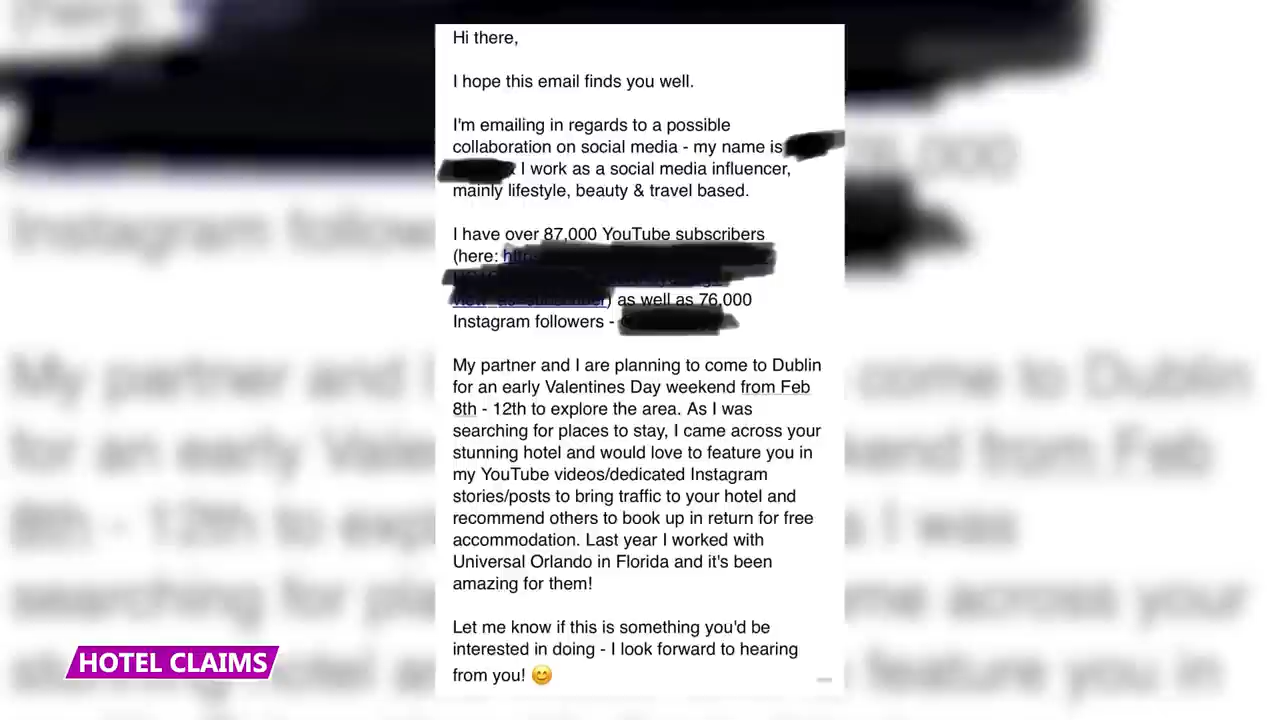 Hi there,
I hope this email finds you well.
I'm emailing in regards to a possible
collaboration on social media - my name is
I work as a social media influencer,
mainly lifestyle, beauty & travel based.
I have over 87,000 YouTube subscribers
(here:
) as well as 76,000
Instagram followers -
My partner and I are planning to come to Dublin
for an early Valentines Day weekend from Feb
8th - 12th to explore the area. As I was
searching for places to stay, I came across your
stunning hotel and would love to feature you in
my YouTube videos/dedicated Instagram
stories/posts to bring traffic to your hotel and
recommend others to book up in return for free
accommodation. Last year I worked with
Universal Orlando in Florida and it's been
amazing for them!
Let me know if this is something you'd be
interested in doing - I look forward to hearing
from you! 😊
HOTEL CLAIMS